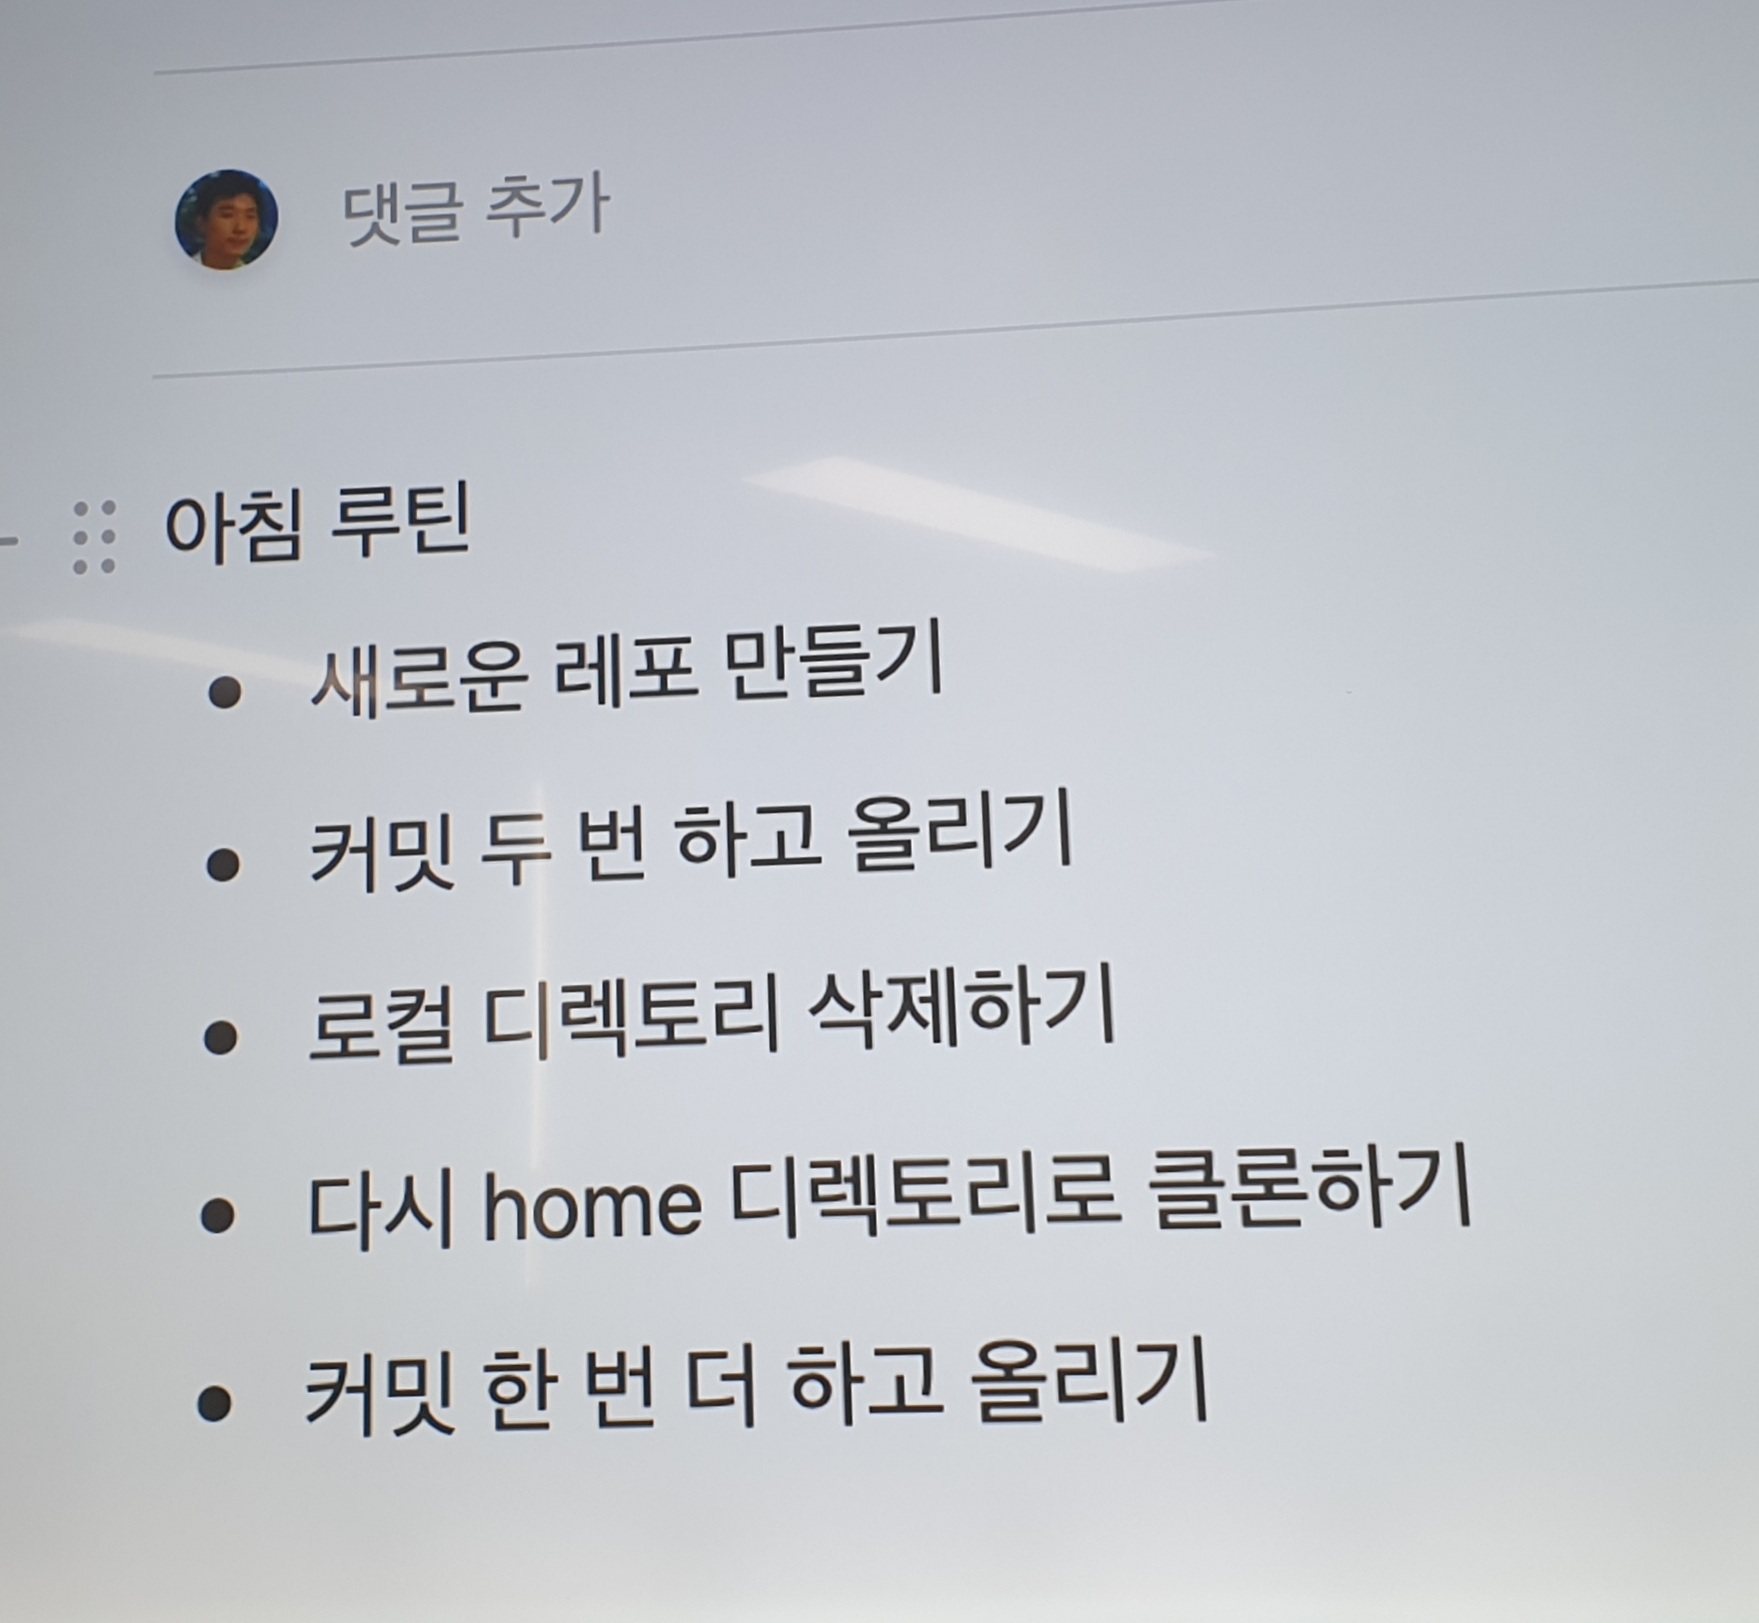 댓글 추가
아침 루틴
새로운 레포 만들기
커밋 두 번 하고 올리기
로컬 디렉토리 삭제하기
다시 home 디렉토리로 클론하기
커밋 한 번 더 하고 올리기